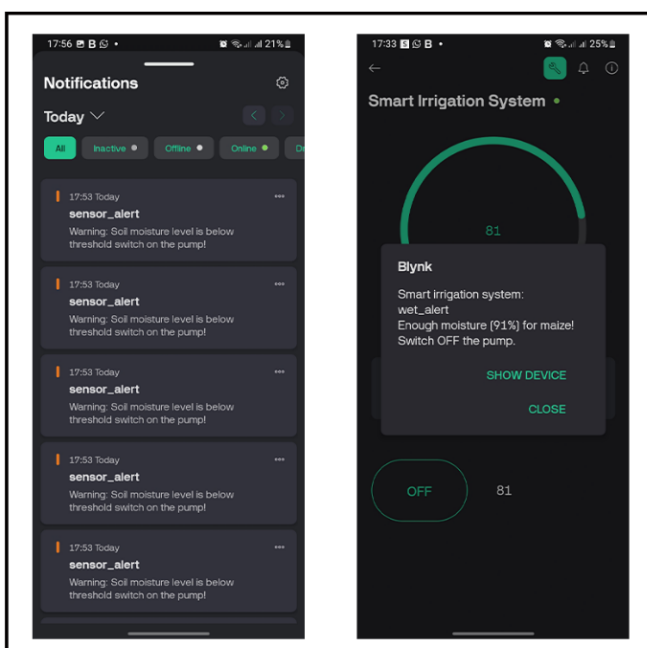 17:56 B •
21%
Notifications
Today
All
Inactive
Offline
Online
17:53 Today
sensor_alert
Warning: Soil moisture level is below
threshold switch on the pump!
17:53 Today
sensor_alert
Warning: Soil moisture level is below
threshold switch on the pump!
17:53 Today
sensor_alert
Warning: Soil moisture level is below
threshold switch on the pump!
17:53 Today
sensor_alert
Warning: Soil moisture level is below
threshold switch on the pump!
17:53 Today
sensor_alert
Warning: Soil moisture level is below
threshold switch on the pump!
17:33 B •
25%
Smart Irrigation System
81
Blynk
Smart irrigation system:
wet_alert
Enough moisture (91%) for maize!
Switch OFF the pump.
SHOW DEVICE
CLOSE
OFF
81